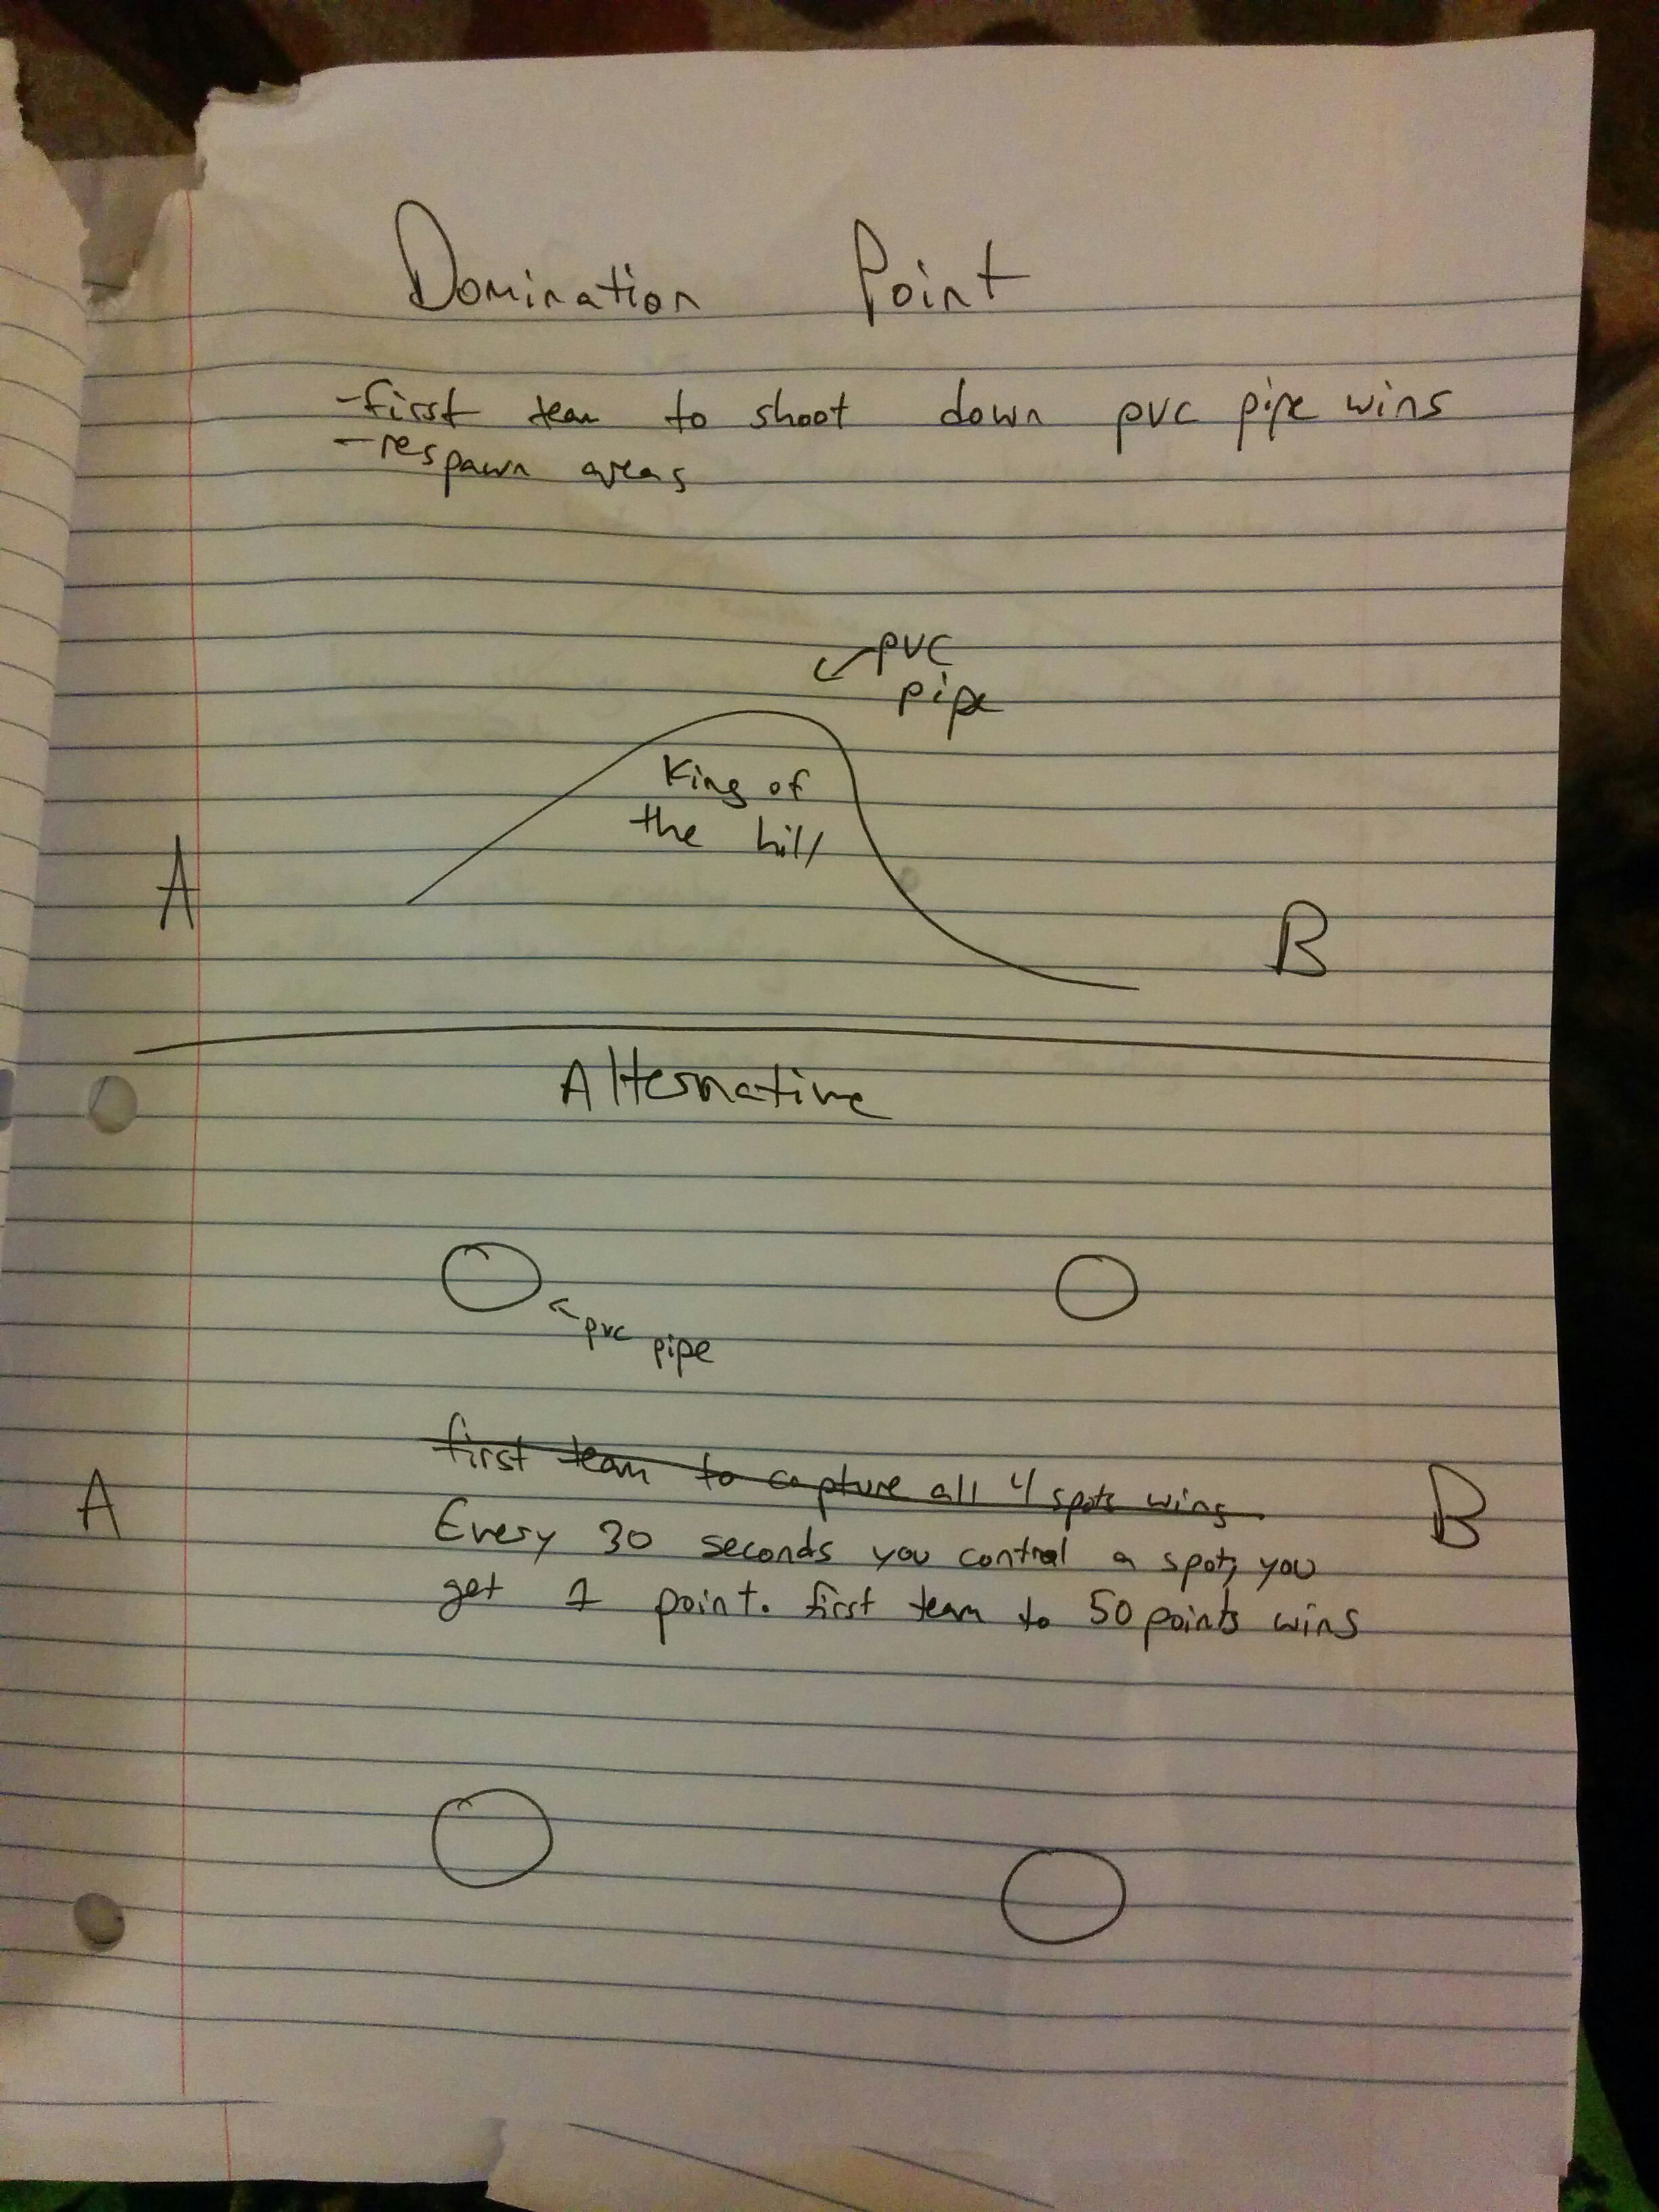 Domination Point
-first team to shoot down pvc pipe wins
-respawn areas
pvc
pipe
King of
the hill
A
B
Alternative
pvc pipe
first team to capture all 4 spots wins
A
B
Every 30 seconds you control a spot, you
get 1 point. first team to 50 points wins